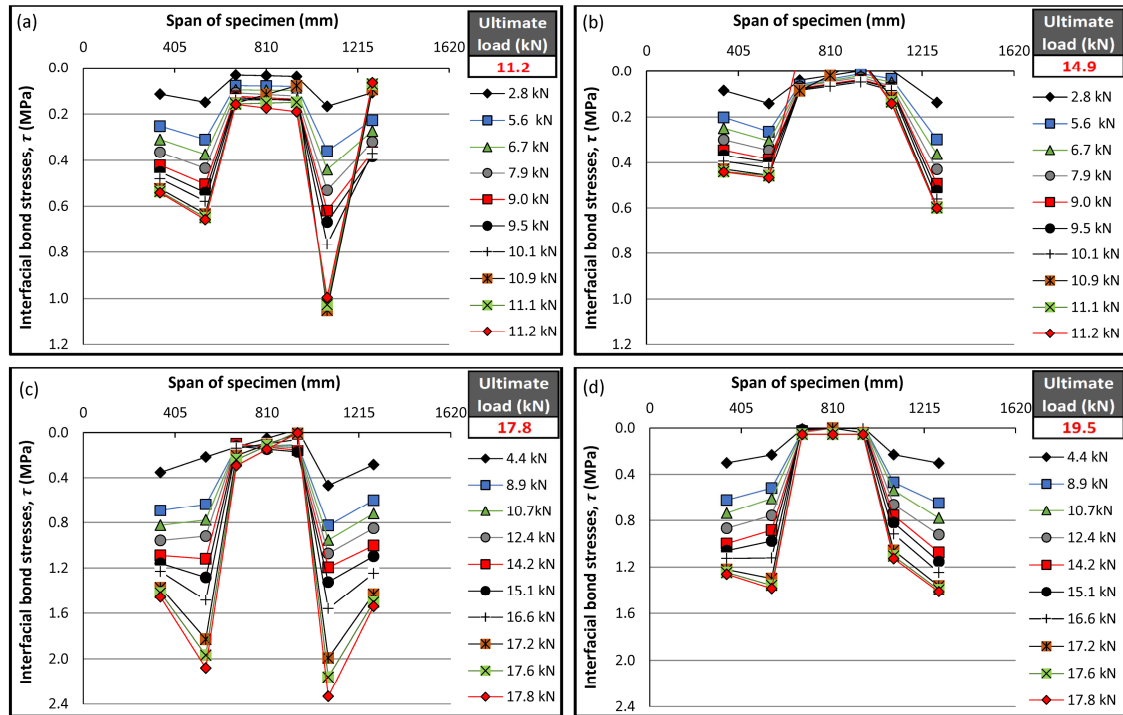 (a)
Span of specimen (mm)
Ultimate
load (kN)
11.2
0 405 810 1215 1620
0.0
0.2
0.4
0.6
0.8
1.0
1.2
Interfacial bond stresses, τ (MPa)
2.8 kN
5.6 kN
6.7 kN
7.9 kN
9.0 kN
9.5 kN
10.1 kN
10.9 kN
11.1 kN
11.2 kN
(b)
Span of specimen (mm)
Ultimate
load (kN)
14.9
0 405 810 1215 1620
0.0
0.2
0.4
0.6
0.8
1.0
1.2
Interfacial bond stresses, τ (MPa)
2.8 kN
5.6 kN
6.7 kN
7.9 kN
9.0 kN
9.5 kN
10.1 kN
10.9 kN
11.1 kN
11.2 kN
(c)
Span of specimen (mm)
Ultimate
load (kN)
17.8
0 405 810 1215 1620
0.0
0.4
0.8
1.2
1.6
2.0
2.4
Interfacial bond stresses, τ (MPa)
4.4 kN
8.9 kN
10.7kN
12.4 kN
14.2 kN
15.1 kN
16.6 kN
17.2 kN
17.6 kN
17.8 kN
(d)
Span of specimen (mm)
Ultimate
load (kN)
19.5
0 405 810 1215 1620
0.0
0.4
0.8
1.2
1.6
2.0
2.4
Interfacial bond stresses, τ (MPa)
4.4 kN
8.9 kN
10.7kN
12.4 kN
14.2 kN
15.1 kN
16.6 kN
17.2 kN
17.6 kN
17.8 kN